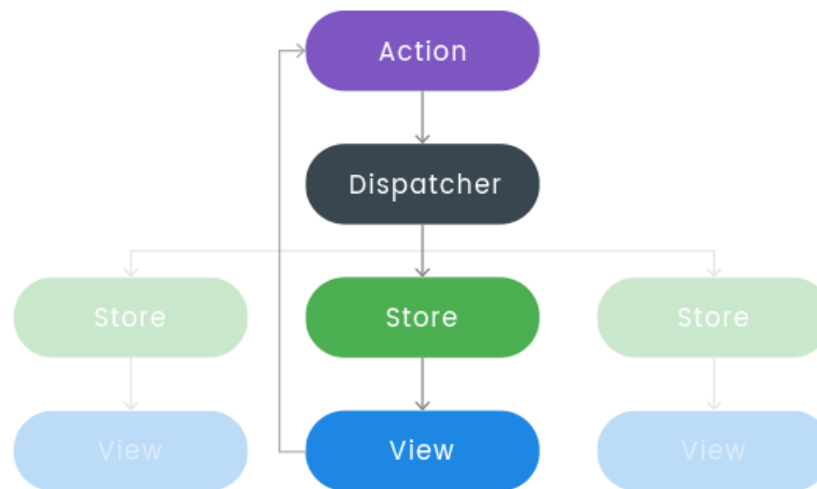 Action
Dispatcher
Store
Store
Store
View
View
View